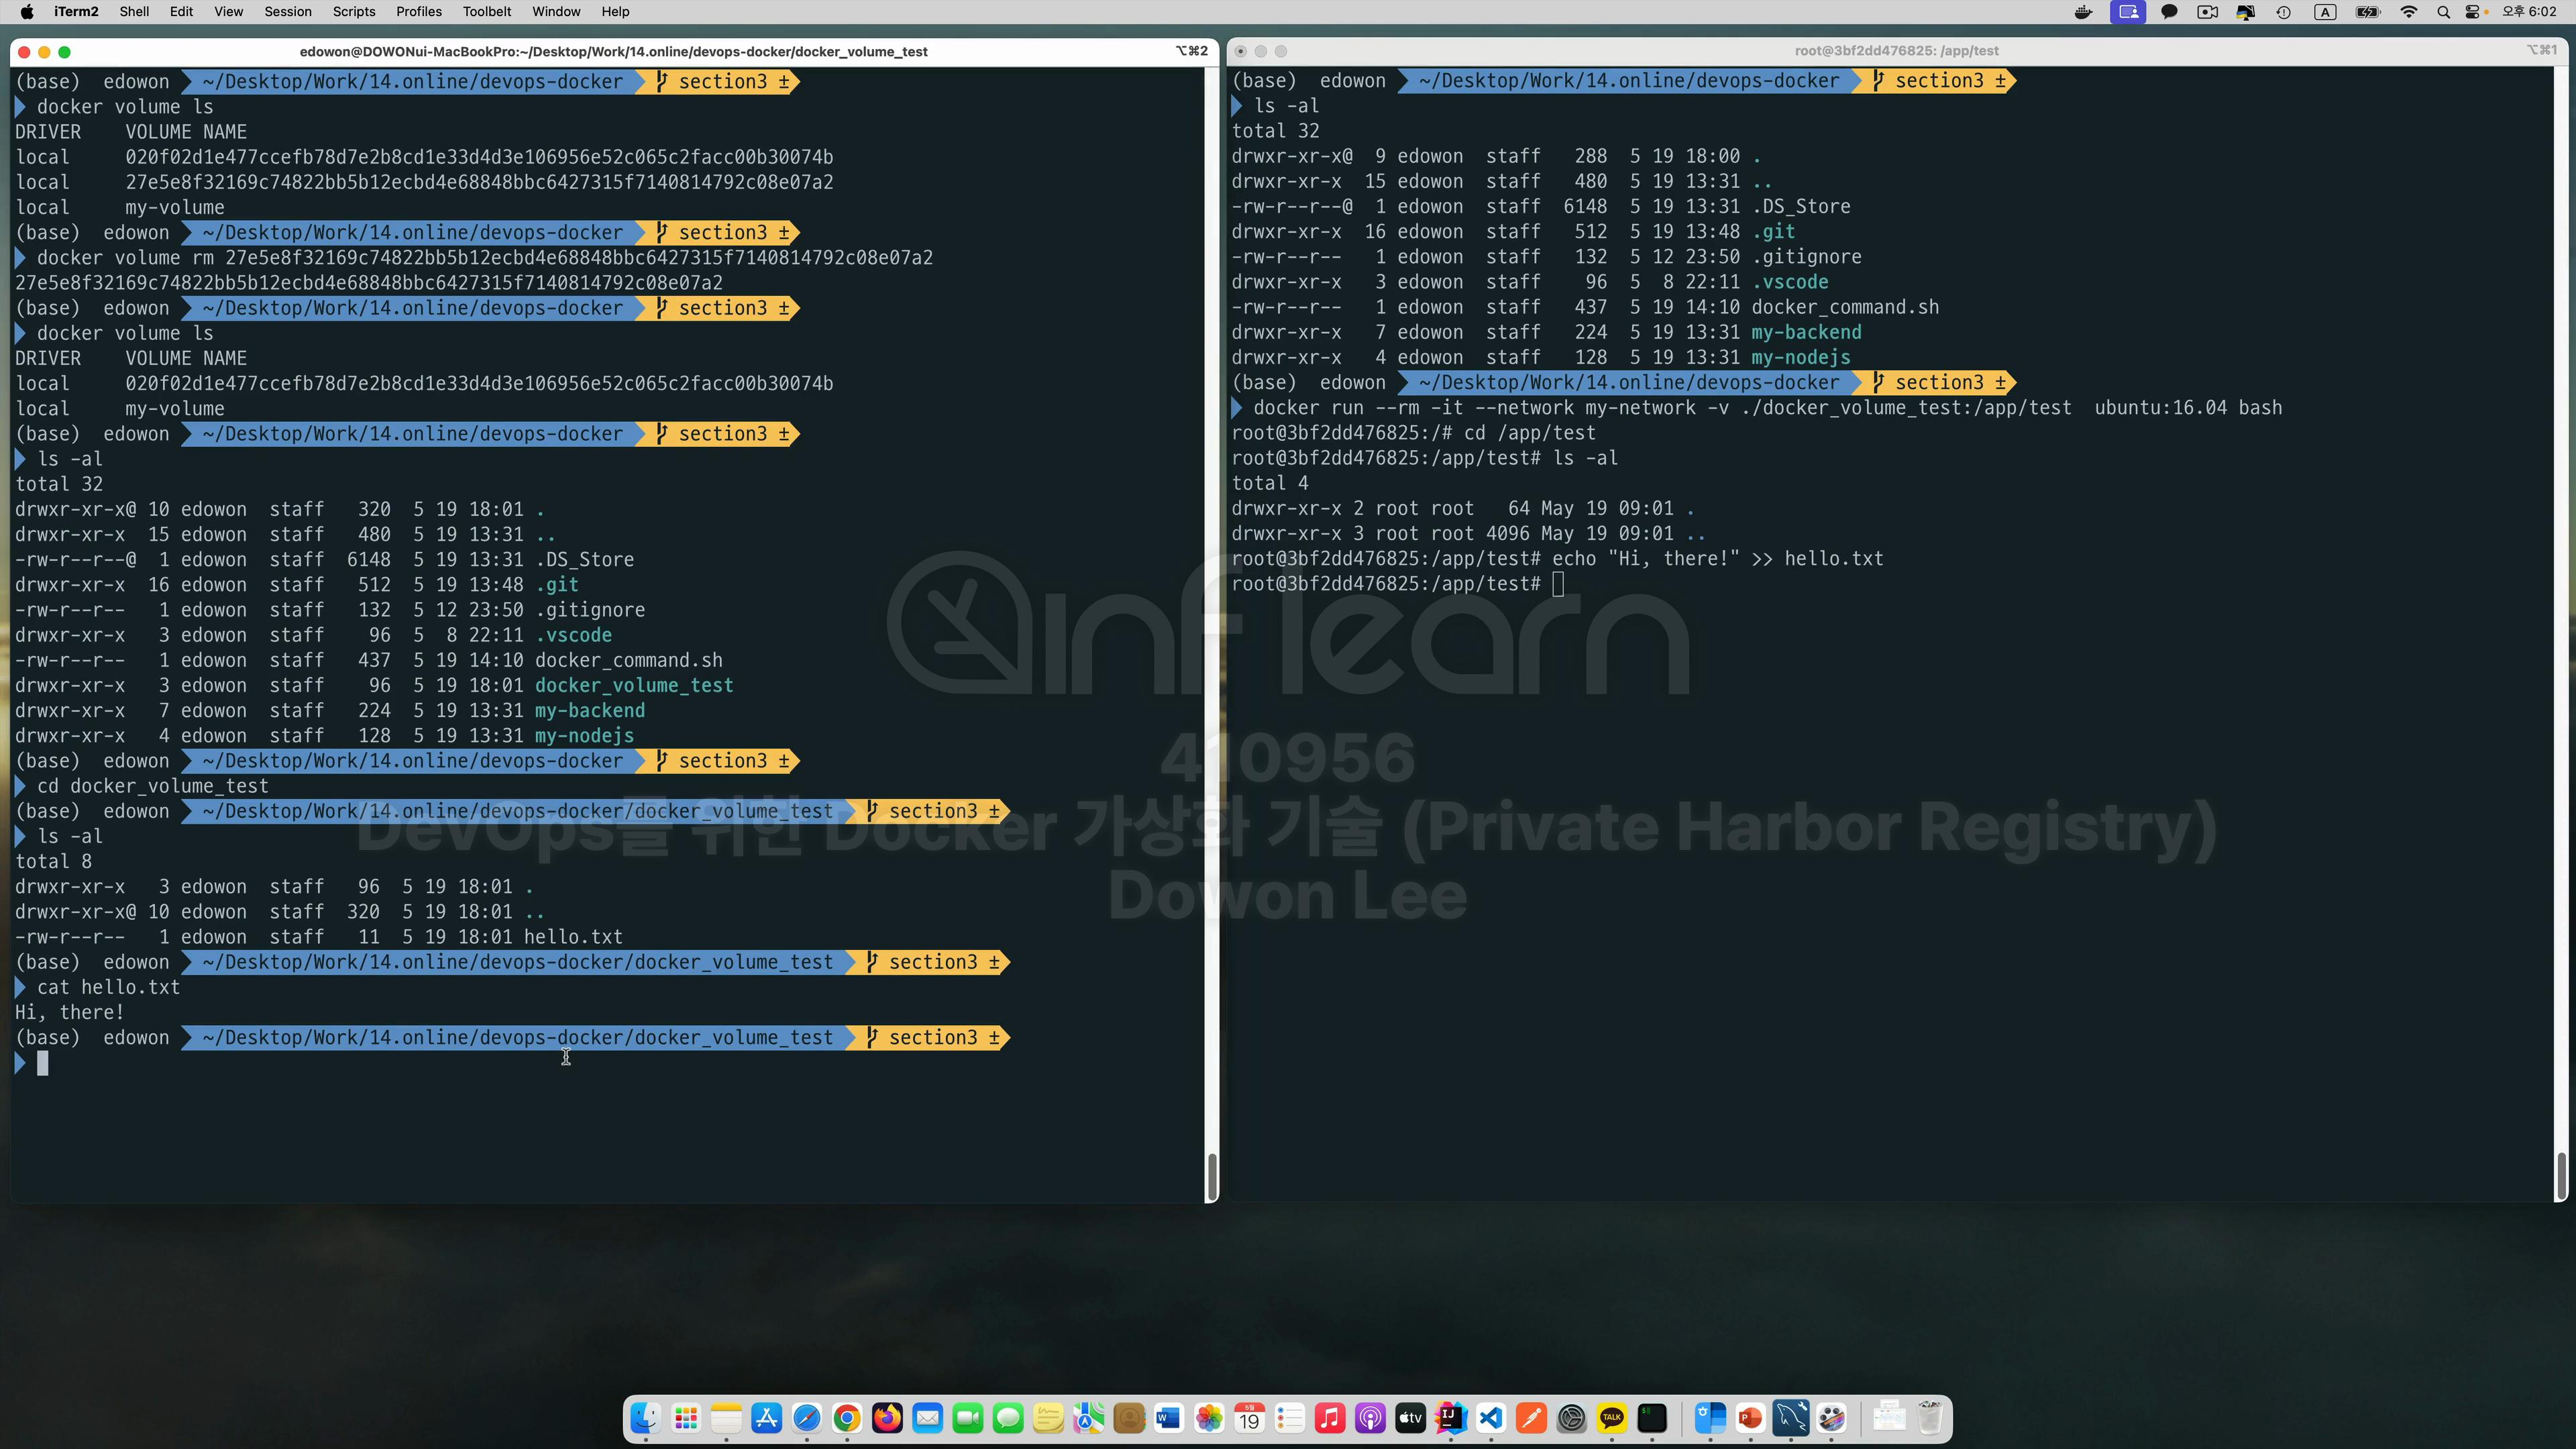 iTerm2 Shell Edit View Session Scripts Profiles Toolbelt Window Help
A
오후 6:02
edowon@DOWONui-MacBookPro:~/Desktop/Work/14.online/devops-docker/docker_volume_test ⌥⌘2
(base) edowon ~/Desktop/Work/14.online/devops-docker section3 ±
docker volume ls
DRIVER VOLUME NAME
local 020f02d1e477ccefb78d7e2b8cd1e33d4d3e106956e52c065c2facc00b30074b
local 27e5e8f32169c74822bb5b12ecbd4e68848bbc6427315f7140814792c08e07a2
local my-volume
(base) edowon ~/Desktop/Work/14.online/devops-docker section3 ±
docker volume rm 27e5e8f32169c74822bb5b12ecbd4e68848bbc6427315f7140814792c08e07a2
27e5e8f32169c74822bb5b12ecbd4e68848bbc6427315f7140814792c08e07a2
(base) edowon ~/Desktop/Work/14.online/devops-docker section3 ±
docker volume ls
DRIVER VOLUME NAME
local 020f02d1e477ccefb78d7e2b8cd1e33d4d3e106956e52c065c2facc00b30074b
local my-volume
(base) edowon ~/Desktop/Work/14.online/devops-docker section3 ±
ls -al
total 32
drwxr-xr-x@ 10 edowon staff 320 5 19 18:01 .
drwxr-xr-x 15 edowon staff 480 5 19 13:31 ..
-rw-r--r--@ 1 edowon staff 6148 5 19 13:31 .DS_Store
drwxr-xr-x 16 edowon staff 512 5 19 13:48 .git
-rw-r--r-- 1 edowon staff 132 5 12 23:50 .gitignore
drwxr-xr-x 3 edowon staff 96 5 8 22:11 .vscode
-rw-r--r-- 1 edowon staff 437 5 19 14:10 docker_command.sh
drwxr-xr-x 3 edowon staff 96 5 19 18:01 docker_volume_test
drwxr-xr-x 7 edowon staff 224 5 19 13:31 my-backend
drwxr-xr-x 4 edowon staff 128 5 19 13:31 my-nodejs
(base) edowon ~/Desktop/Work/14.online/devops-docker section3 ±
cd docker_volume_test
(base) edowon ~/Desktop/Work/14.online/devops-docker/docker_volume_test section3 ±
ls -al
total 8
drwxr-xr-x 3 edowon staff 96 5 19 18:01 .
drwxr-xr-x@ 10 edowon staff 320 5 19 18:01 ..
-rw-r--r-- 1 edowon staff 11 5 19 18:01 hello.txt
(base) edowon ~/Desktop/Work/14.online/devops-docker/docker_volume_test section3 ±
cat hello.txt
Hi, there!
(base) edowon ~/Desktop/Work/14.online/devops-docker/docker_volume_test section3 ±
root@3bf2dd476825: /app/test ⌥⌘1
(base) edowon ~/Desktop/Work/14.online/devops-docker section3 ±
ls -al
total 32
drwxr-xr-x@ 9 edowon staff 288 5 19 18:00 .
drwxr-xr-x 15 edowon staff 480 5 19 13:31 ..
-rw-r--r--@ 1 edowon staff 6148 5 19 13:31 .DS_Store
drwxr-xr-x 16 edowon staff 512 5 19 13:48 .git
-rw-r--r-- 1 edowon staff 132 5 12 23:50 .gitignore
drwxr-xr-x 3 edowon staff 96 5 8 22:11 .vscode
-rw-r--r-- 1 edowon staff 437 5 19 14:10 docker_command.sh
drwxr-xr-x 7 edowon staff 224 5 19 13:31 my-backend
drwxr-xr-x 4 edowon staff 128 5 19 13:31 my-nodejs
(base) edowon ~/Desktop/Work/14.online/devops-docker section3 ±
docker run --rm -it --network my-network -v ./docker_volume_test:/app/test ubuntu:16.04 bash
root@3bf2dd476825:/# cd /app/test
root@3bf2dd476825:/app/test# ls -al
total 4
drwxr-xr-x 2 root root 64 May 19 09:01 .
drwxr-xr-x 3 root root 4096 May 19 09:01 ..
root@3bf2dd476825:/app/test# echo "Hi, there!" >> hello.txt
root@3bf2dd476825:/app/test#
inflearn
410956
DevOps를 위한 Docker 가상화 기술 (Private Harbor Registry)
Dowon Lee
19
tv
TALK